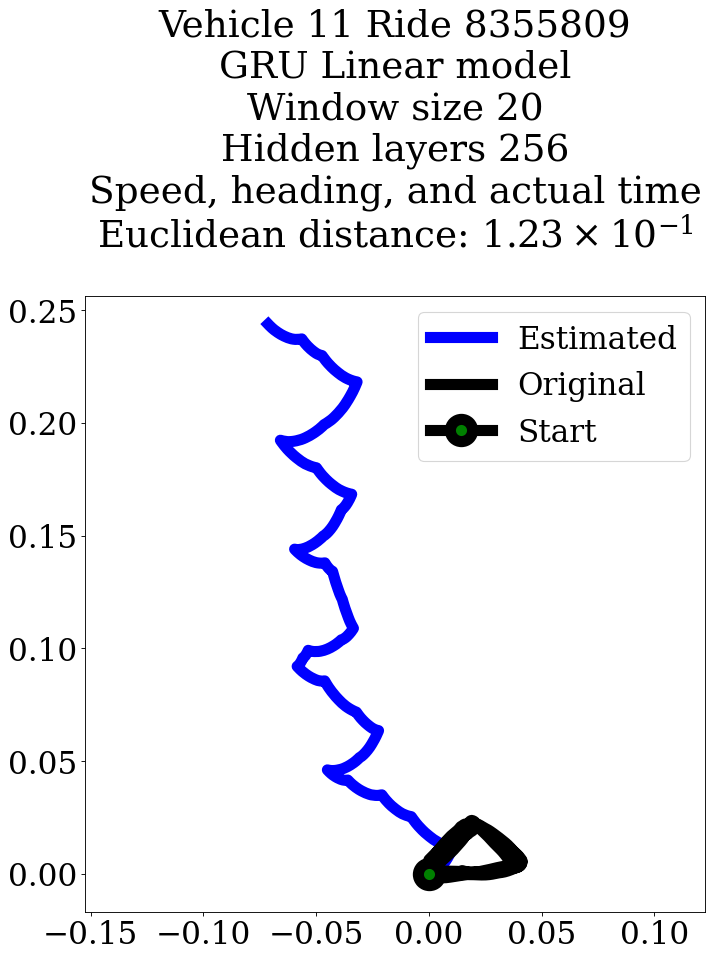 Vehicle 11 Ride 8355809
GRU Linear model
Window size 20
Hidden layers 256
Speed, heading, and actual time
Euclidean distance: 1.23 × 10⁻¹
0.25
0.20
0.15
0.10
0.05
0.00
Estimated
Original
Start
−0.15 −0.10 −0.05 0.00 0.05 0.10